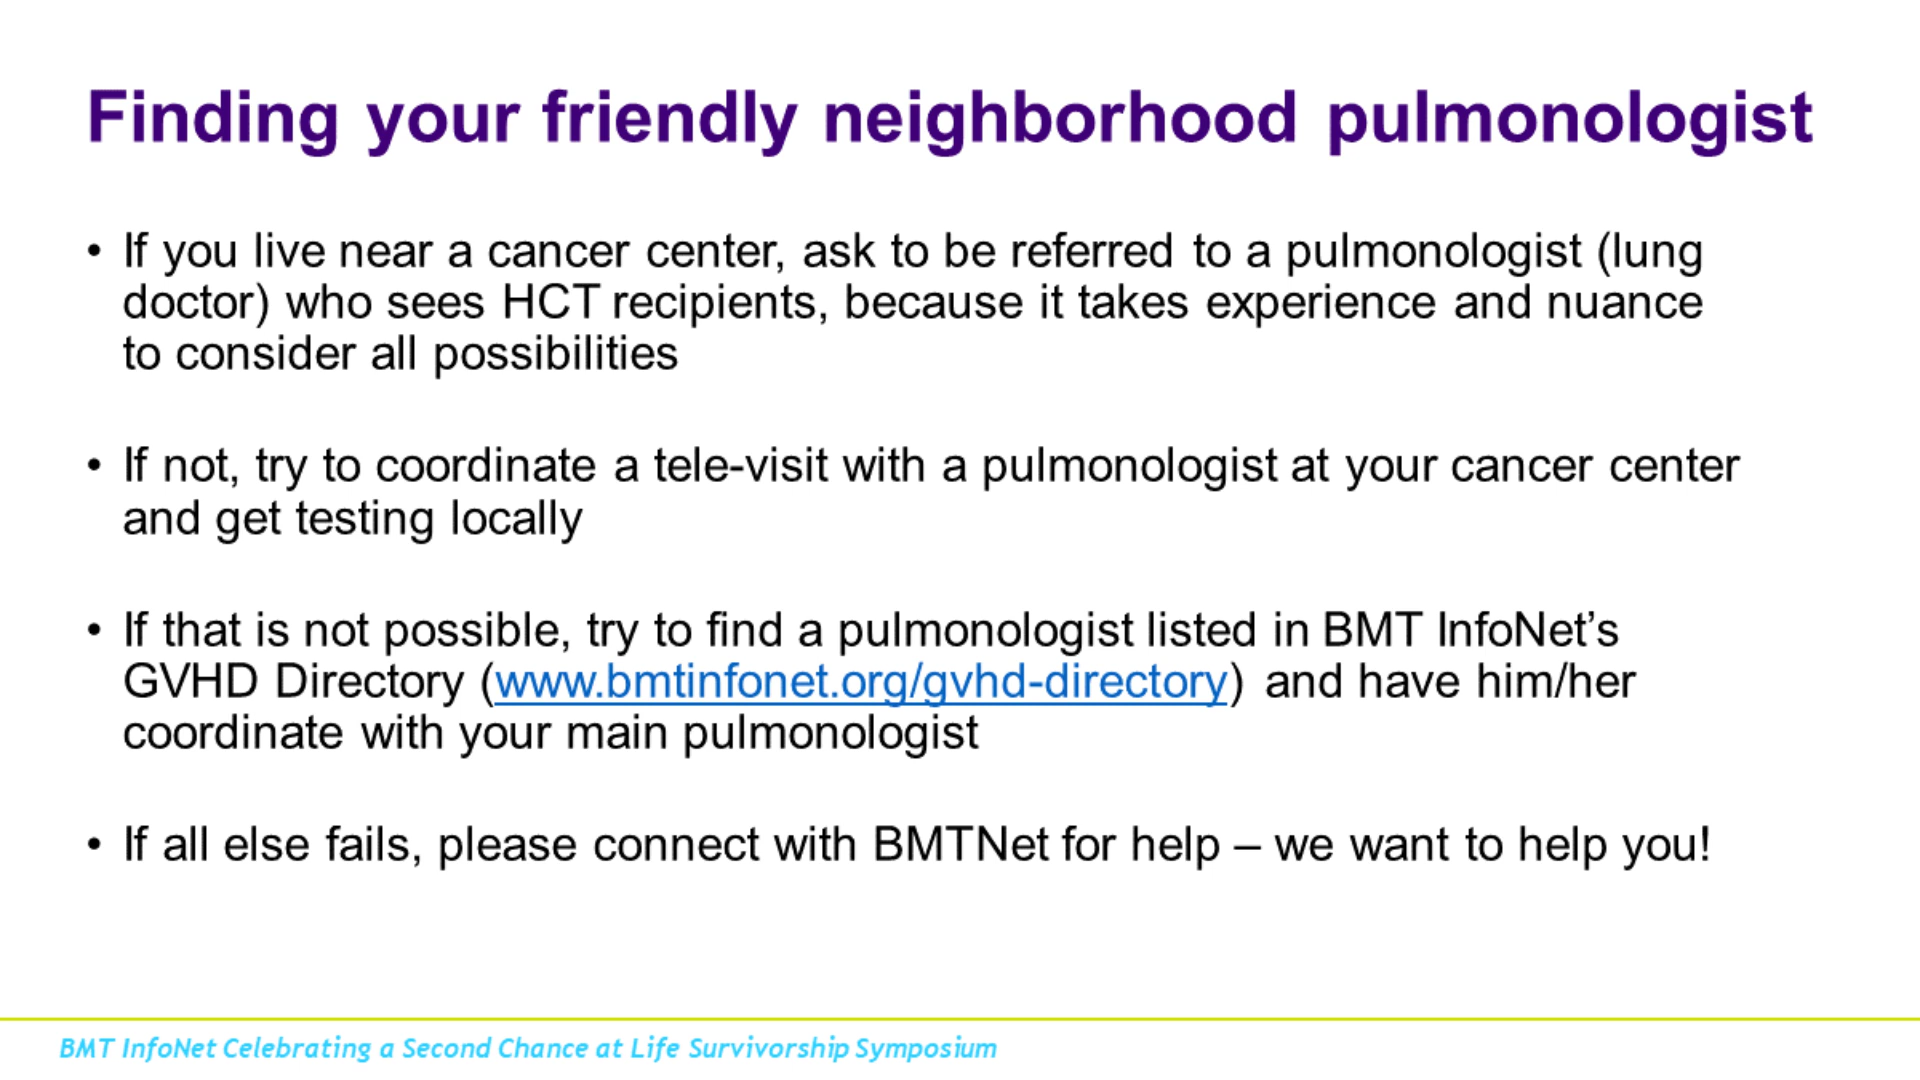 Finding your friendly neighborhood pulmonologist
• If you live near a cancer center, ask to be referred to a pulmonologist (lung
doctor) who sees HCT recipients, because it takes experience and nuance
to consider all possibilities
• If not, try to coordinate a tele-visit with a pulmonologist at your cancer center
and get testing locally
• If that is not possible, try to find a pulmonologist listed in BMT InfoNet’s
GVHD Directory (www.bmtinfonet.org/gvhd-directory) and have him/her
coordinate with your main pulmonologist
• If all else fails, please connect with BMTNet for help – we want to help you!
BMT InfoNet Celebrating a Second Chance at Life Survivorship Symposium